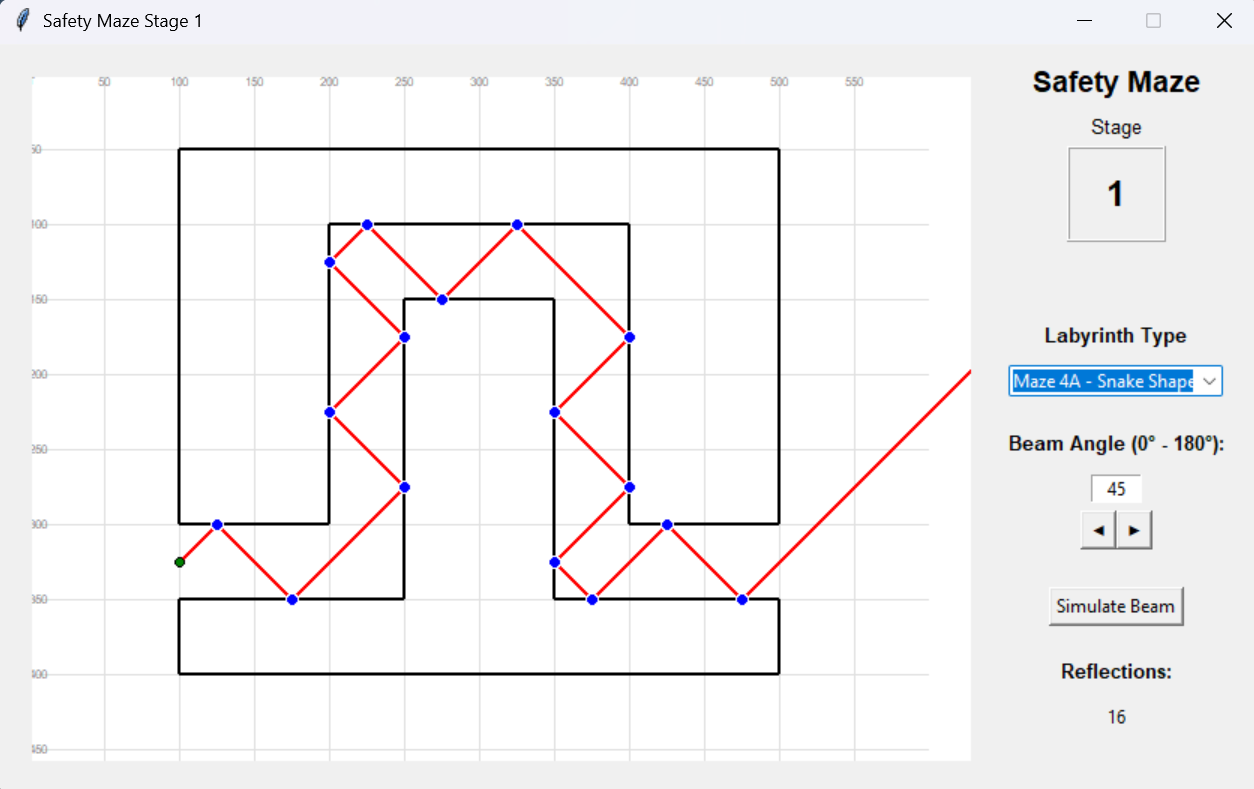 Safety Maze Stage 1
50 100 150 200 250 300 350 400 450 500 550
50
100
150
200
250
300
350
400
450
Safety Maze
Stage
1
Labyrinth Type
Maze 4A - Snake Shape
Beam Angle (0° - 180°):
45
Simulate Beam
Reflections:
16